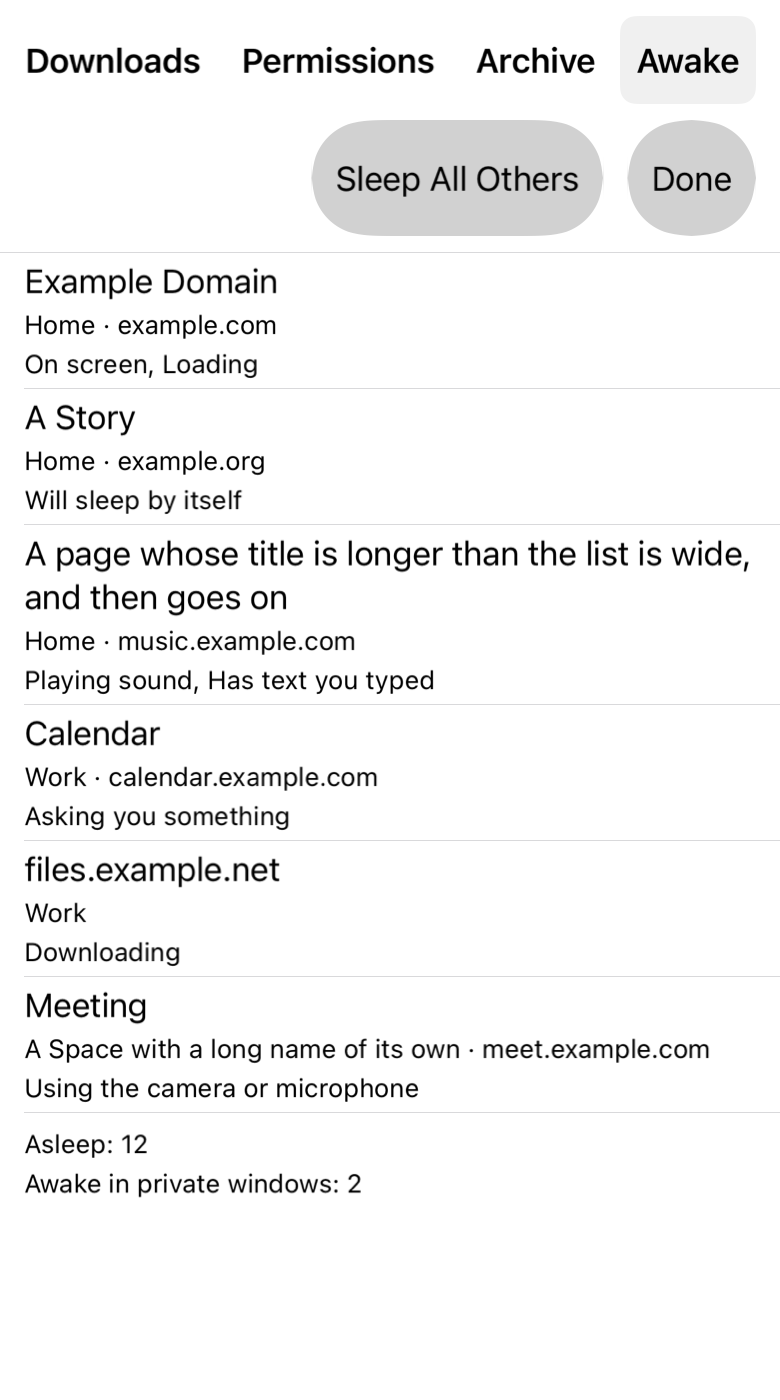 Downloads Permissions Archive Awake
Sleep All Others Done
Example Domain
Home · example.com
On screen, Loading
A Story
Home · example.org
Will sleep by itself
A page whose title is longer than the list is wide,
and then goes on
Home · music.example.com
Playing sound, Has text you typed
Calendar
Work · calendar.example.com
Asking you something
files.example.net
Work
Downloading
Meeting
A Space with a long name of its own · meet.example.com
Using the camera or microphone
Asleep: 12
Awake in private windows: 2